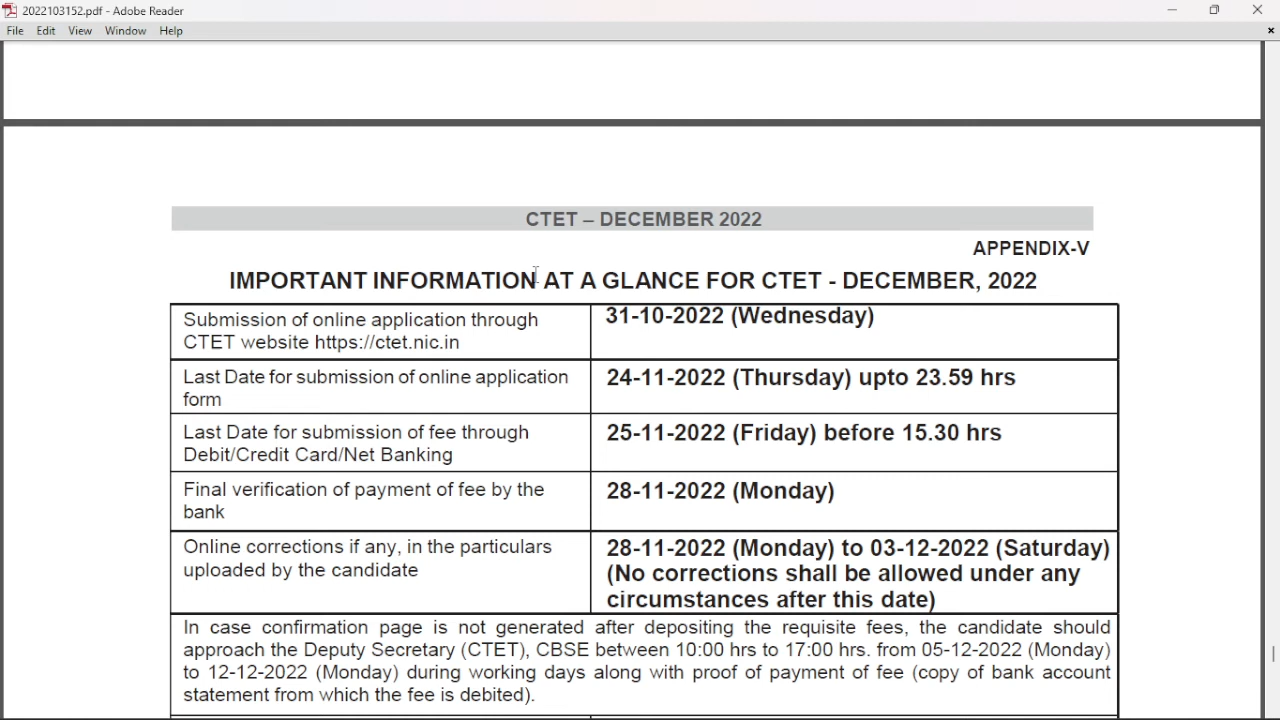 2022103152.pdf - Adobe Reader
File Edit View Window Help
CTET – DECEMBER 2022
APPENDIX-V
IMPORTANT INFORMATION AT A GLANCE FOR CTET - DECEMBER, 2022
Submission of online application through
CTET website https://ctet.nic.in
31-10-2022 (Wednesday)
Last Date for submission of online application
form
24-11-2022 (Thursday) upto 23.59 hrs
Last Date for submission of fee through
Debit/Credit Card/Net Banking
25-11-2022 (Friday) before 15.30 hrs
Final verification of payment of fee by the
bank
28-11-2022 (Monday)
Online corrections if any, in the particulars
uploaded by the candidate
28-11-2022 (Monday) to 03-12-2022 (Saturday)
(No corrections shall be allowed under any
circumstances after this date)
In case confirmation page is not generated after depositing the requisite fees, the candidate should
approach the Deputy Secretary (CTET), CBSE between 10:00 hrs to 17:00 hrs. from 05-12-2022 (Monday)
to 12-12-2022 (Monday) during working days along with proof of payment of fee (copy of bank account
statement from which the fee is debited).